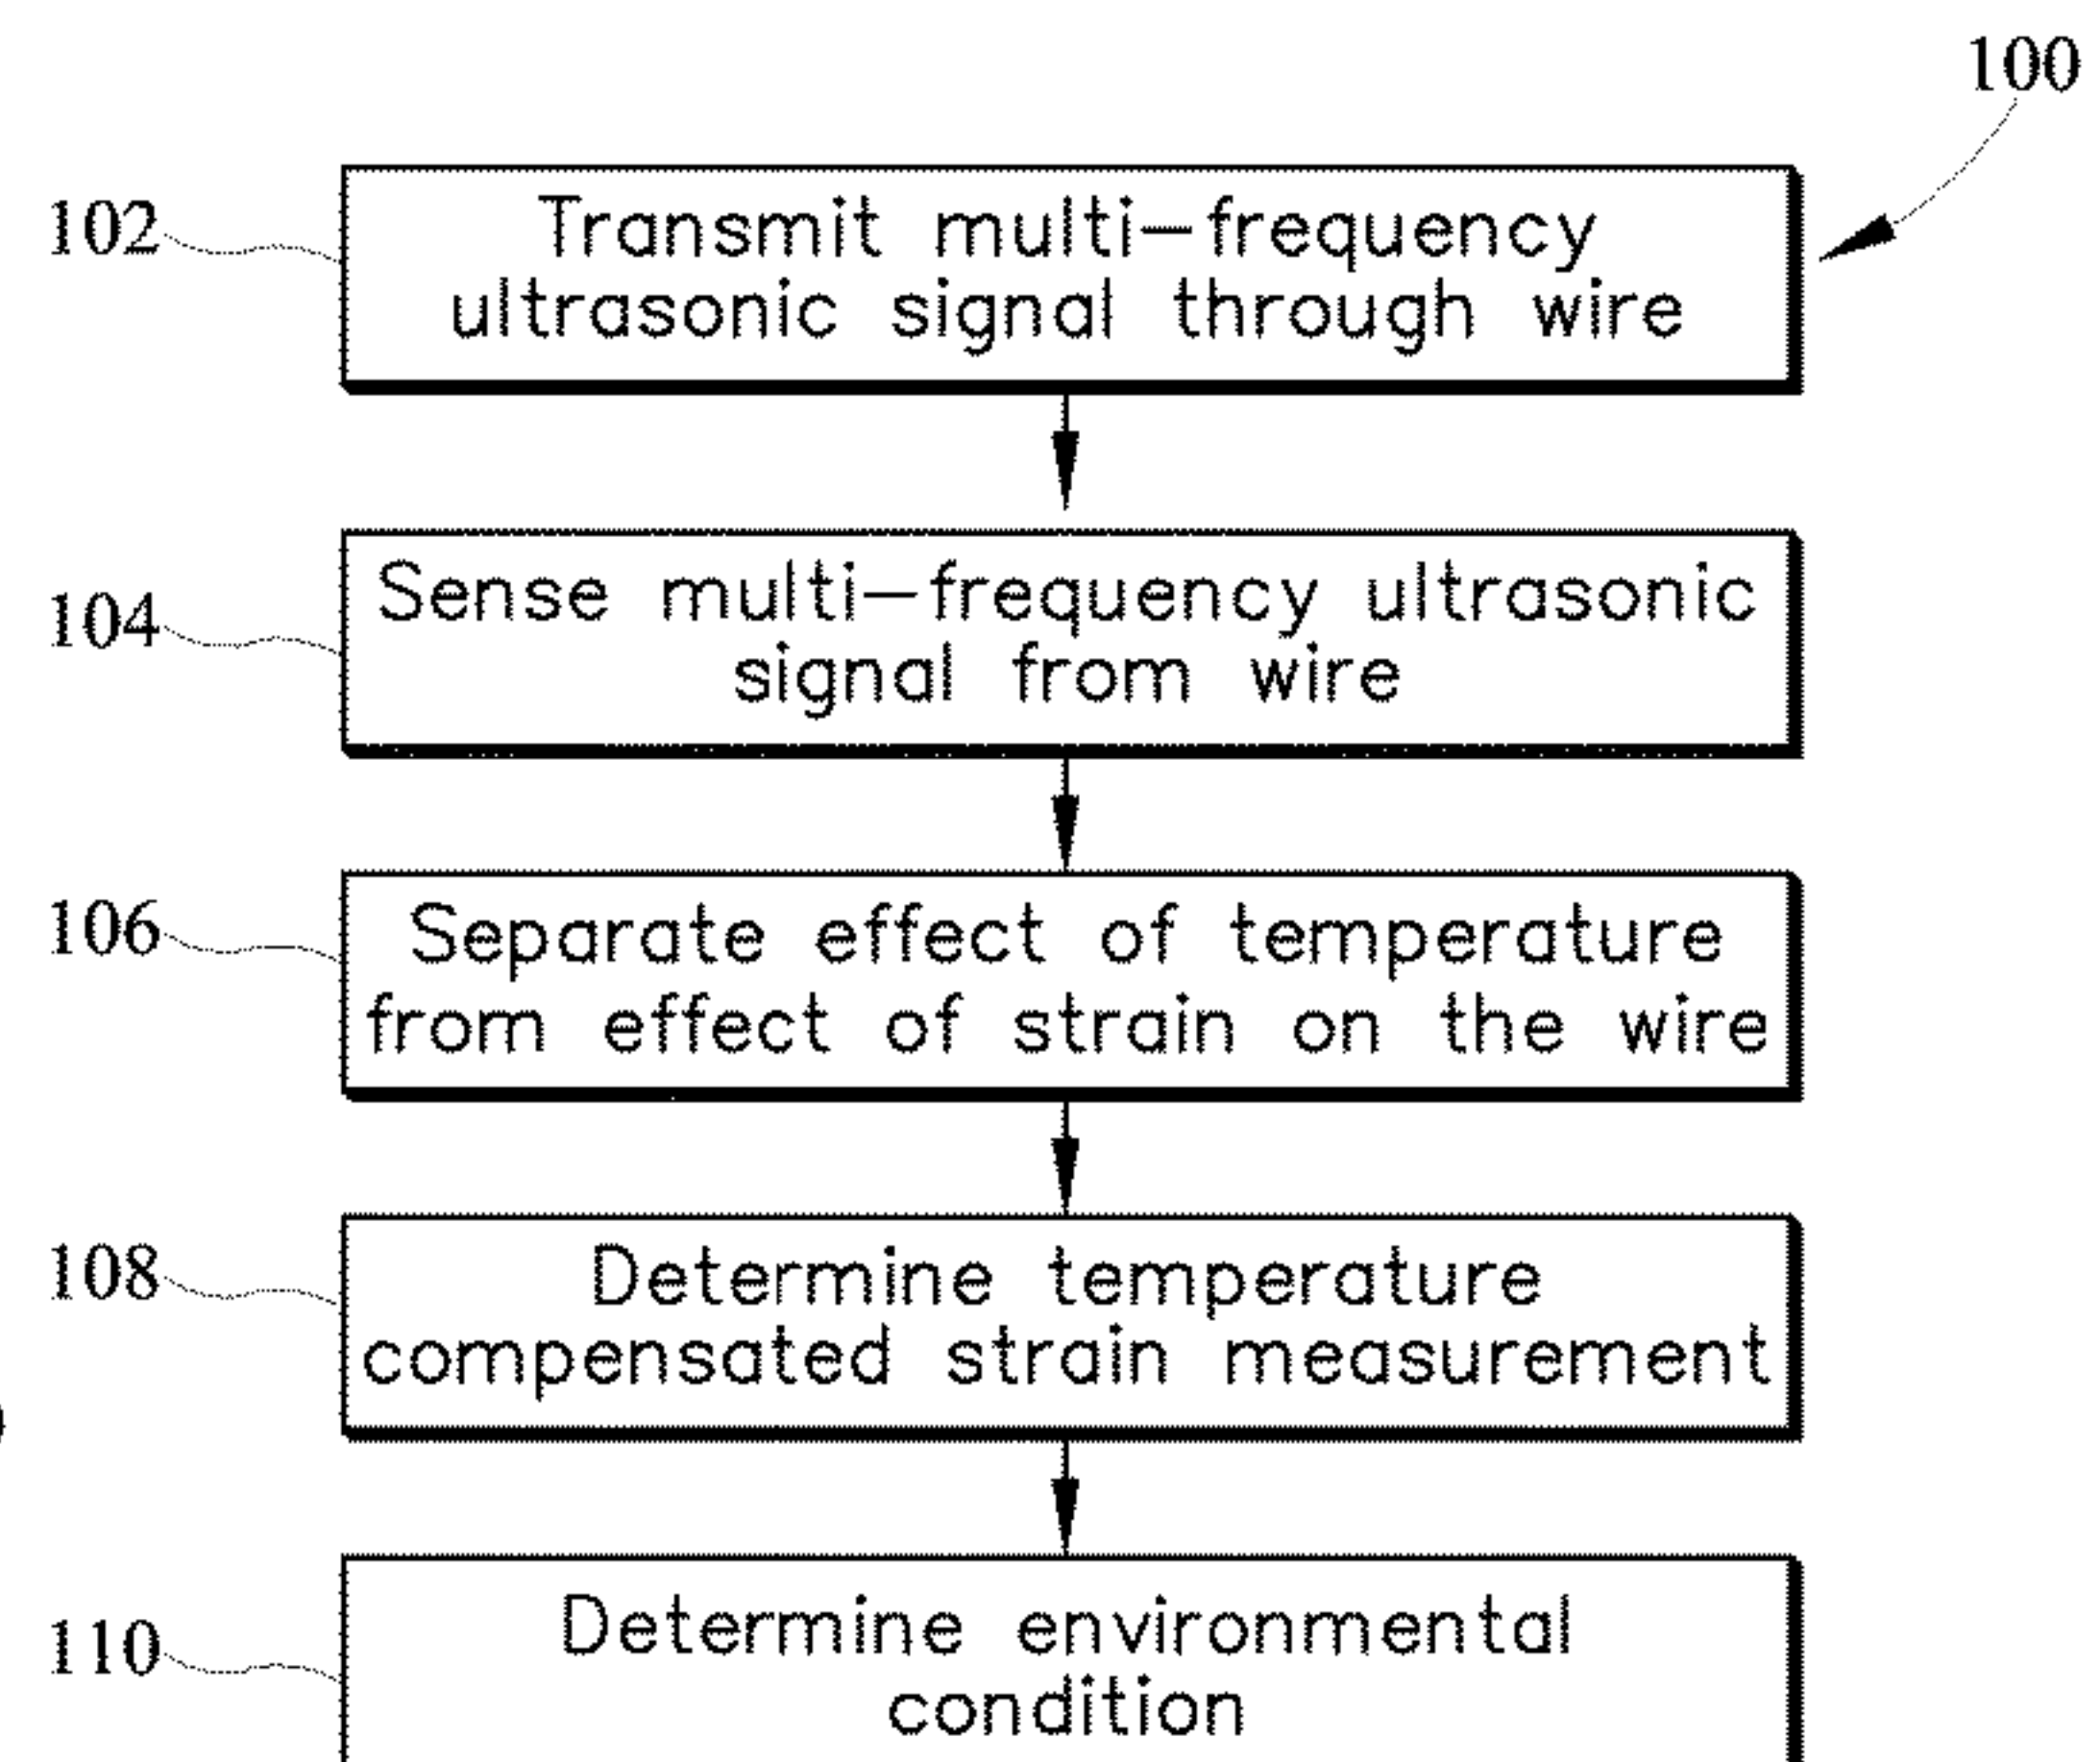 100
102
Transmit multi-frequency
ultrasonic signal through wire
104
Sense multi-frequency ultrasonic
signal from wire
106
Separate effect of temperature
from effect of strain on the wire
108
Determine temperature
compensated strain measurement
110
Determine environmental
condition